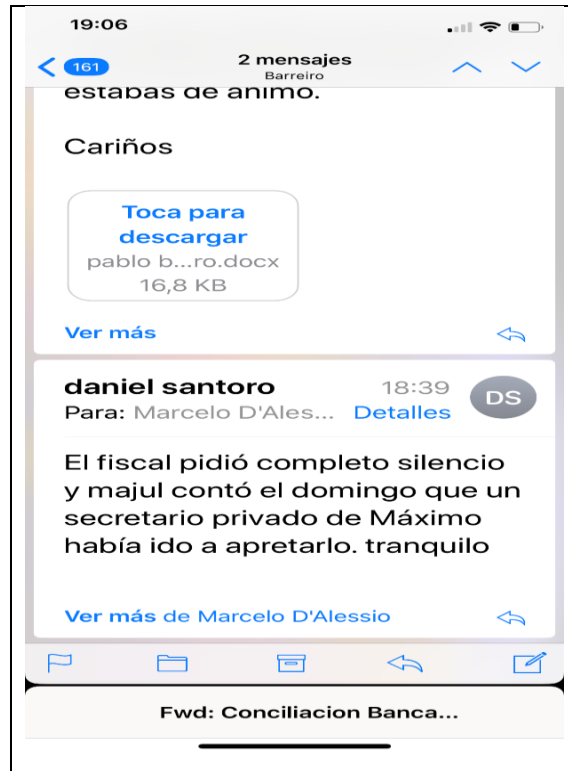 19:06
161
2 mensajes
Barreiro
estabas de animo.
Cariños
Toca para
descargar
pablo b...ro.docx
16,8 KB
Ver más
daniel santoro 18:39 DS
Para: Marcelo D'Ales... Detalles
El fiscal pidió completo silencio
y majul contó el domingo que un
secretario privado de Máximo
había ido a apretarlo. tranquilo
Ver más de Marcelo D'Alessio
Fwd: Conciliacion Banca...